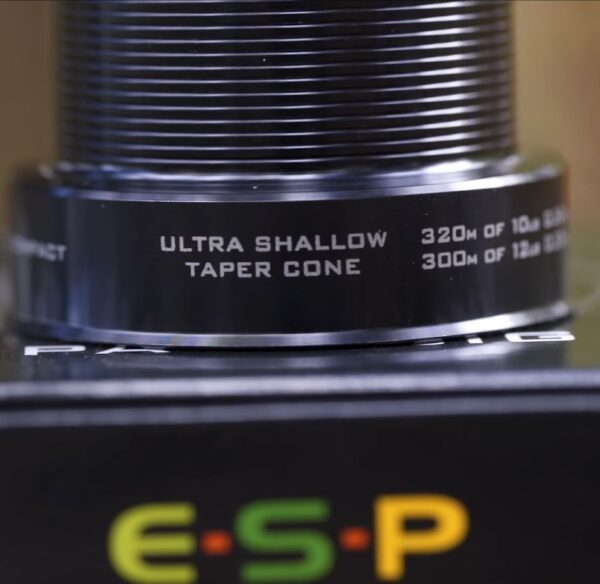 ULTRA SHALLOW
TAPER CONE
320M OF 10LB
300M OF 12LB
E·S·P